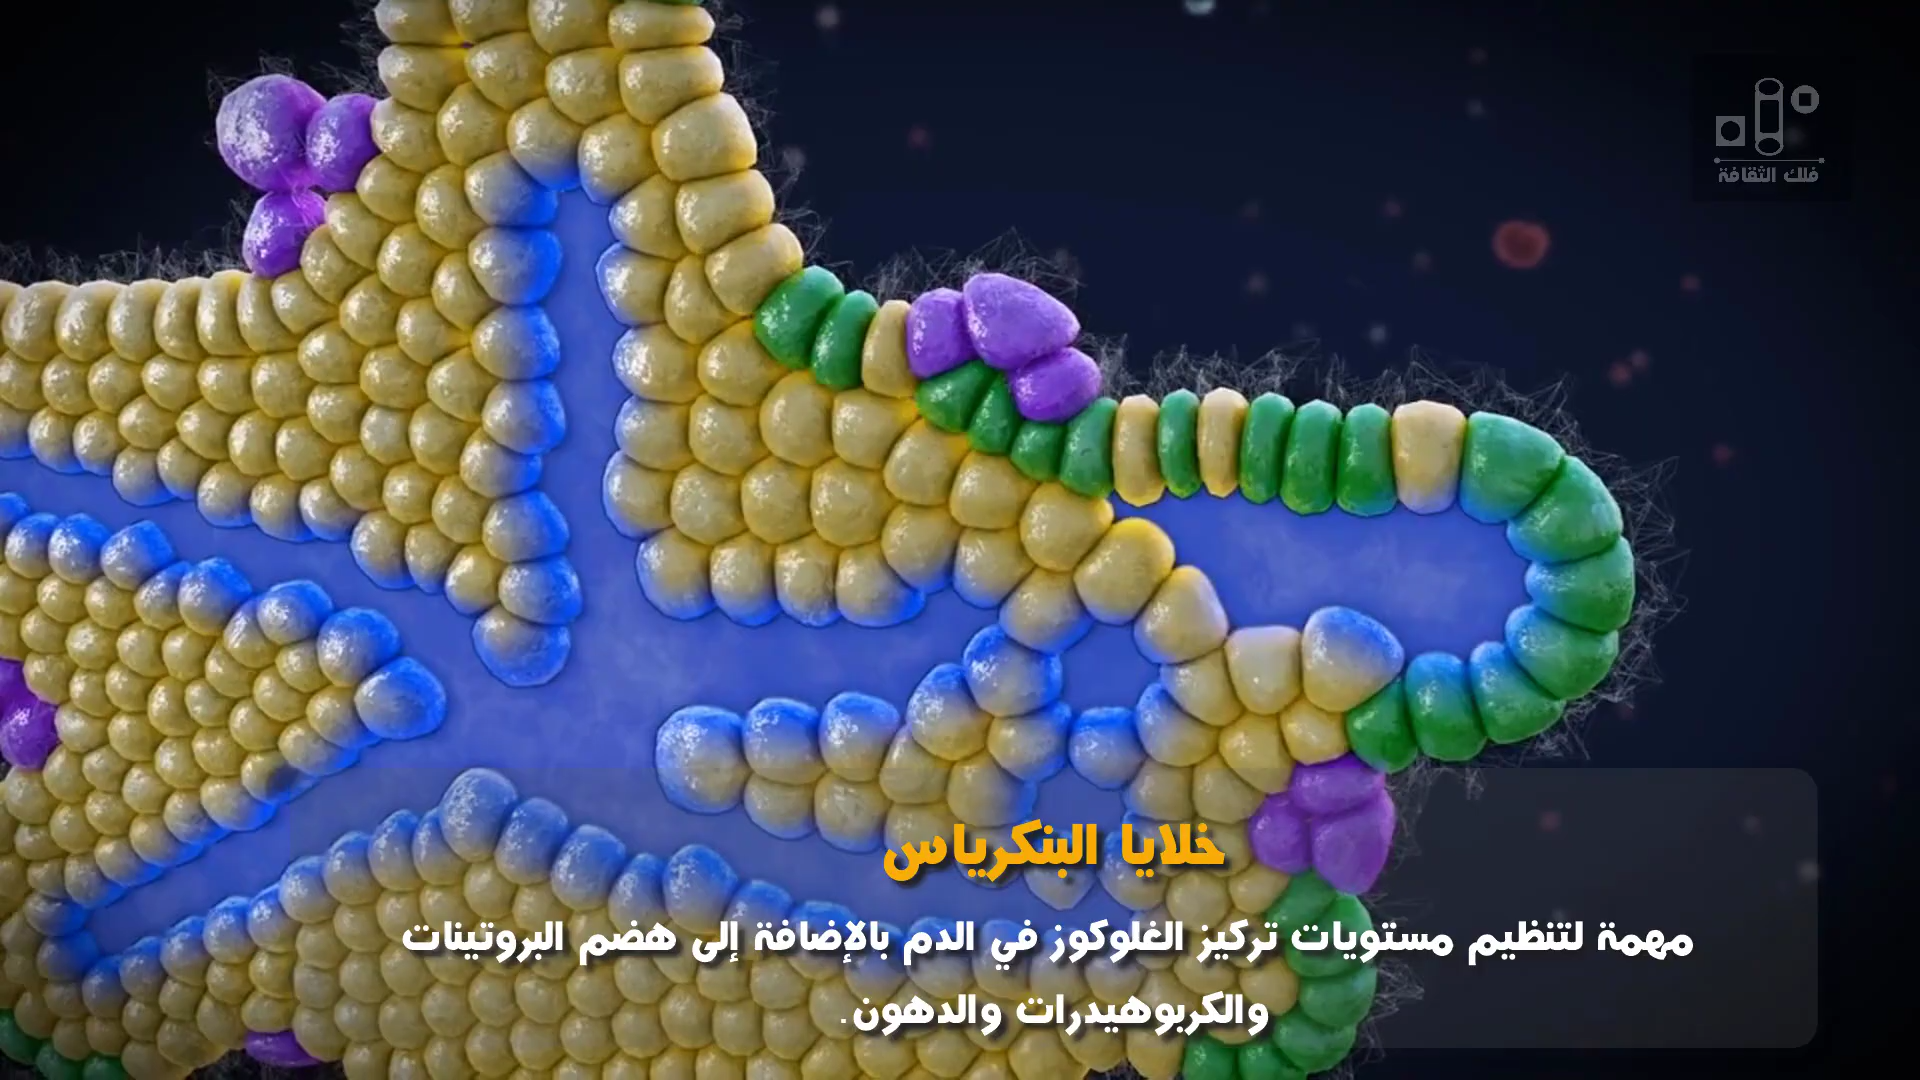 فلك الثقافة
خلايا البنكرياس
مهمة لتنظيم مستويات تركيز الغلوكوز في الدم بالإضافة إلى هضم البروتينات
والكربوهيدرات والدهون.